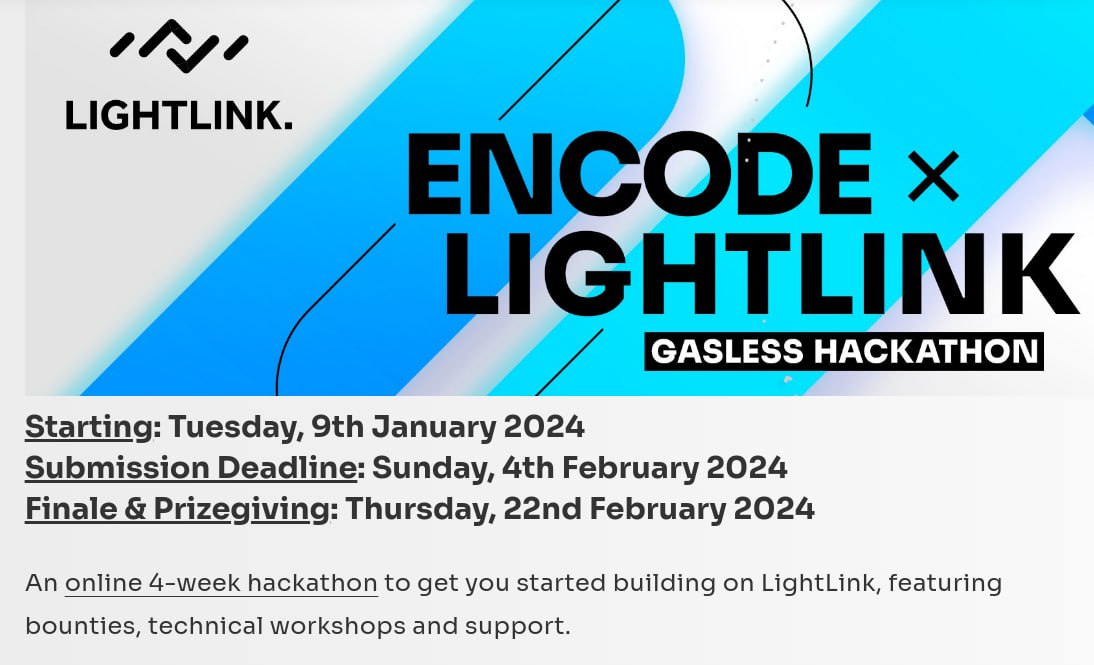 LIGHTLINK.
ENCODE ×
LIGHTLINK
GASLESS HACKATHON
Starting: Tuesday, 9th January 2024
Submission Deadline: Sunday, 4th February 2024
Finale & Prizegiving: Thursday, 22nd February 2024
An online 4-week hackathon to get you started building on LightLink, featuring
bounties, technical workshops and support.